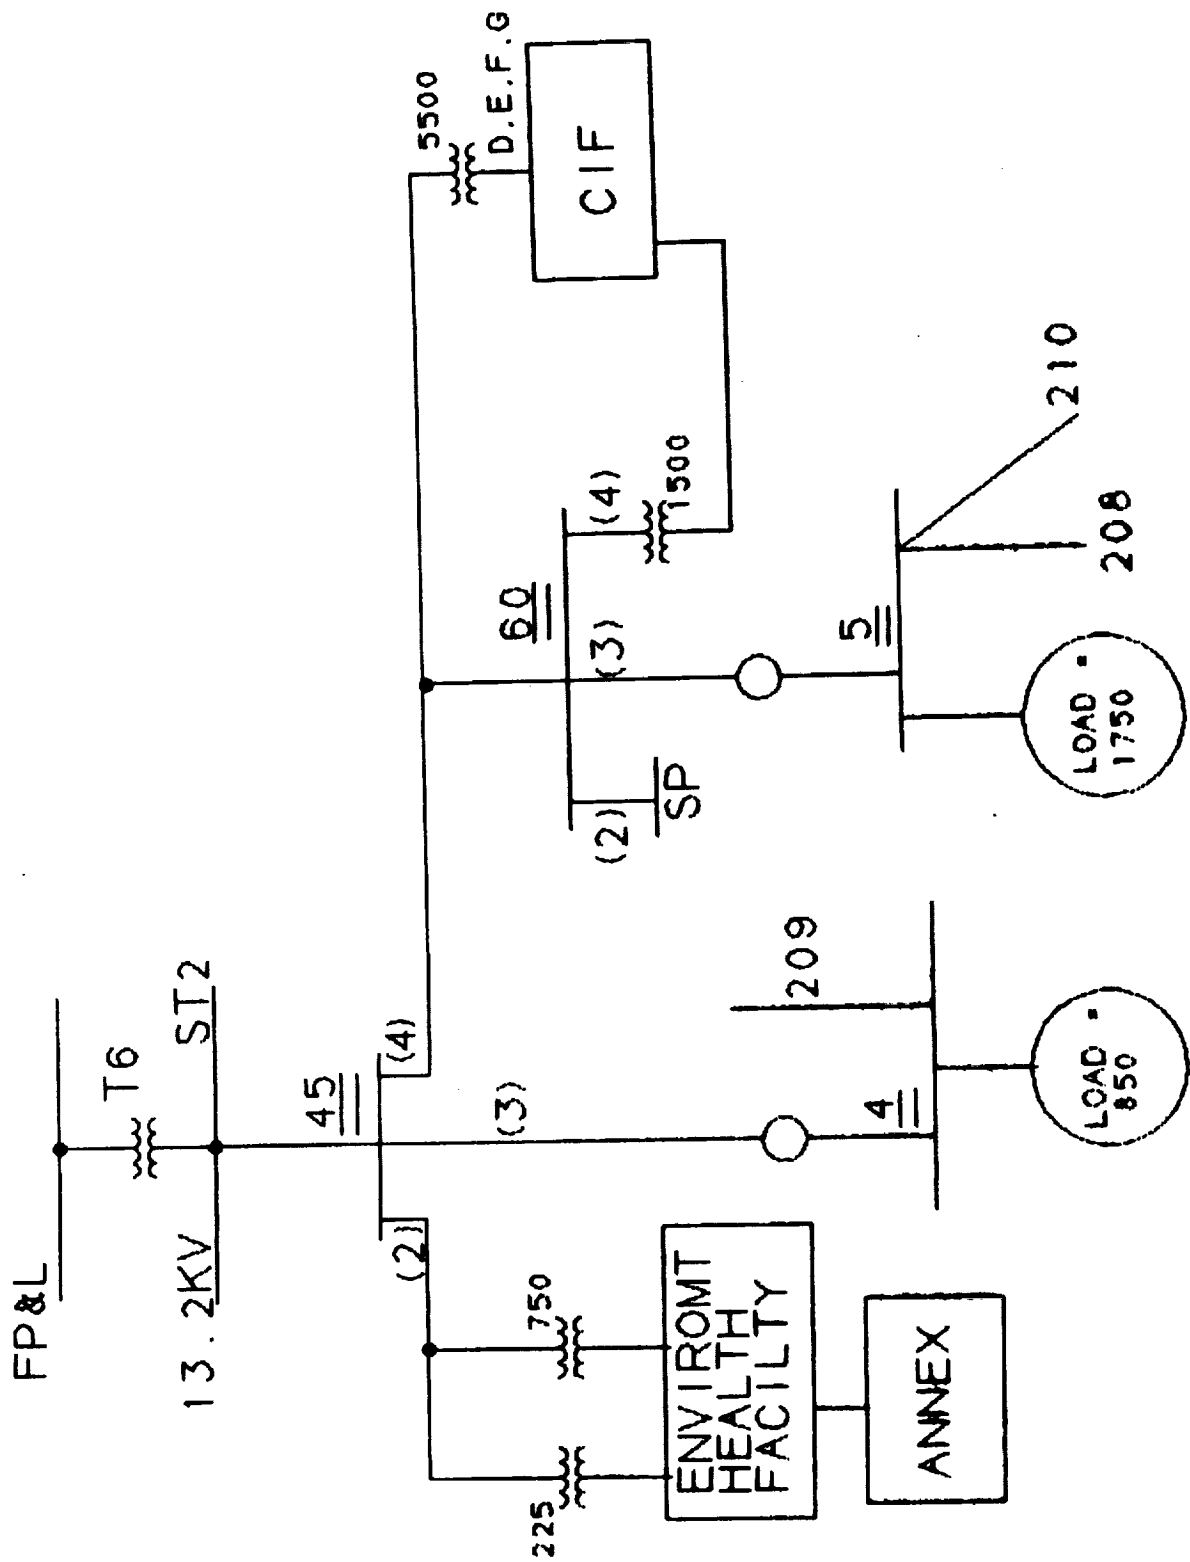 FP&L
T6
13.2KV
ST2
45
(2)
(3)
(4)
225
750
ENVIROMT
HEALTH
FACILTY
ANNEX
4
209
LOAD =
850
5500
D.E.F.G
CIF
60
(2)
(3)
(4)
SP
1500
5
208
210
LOAD =
1750